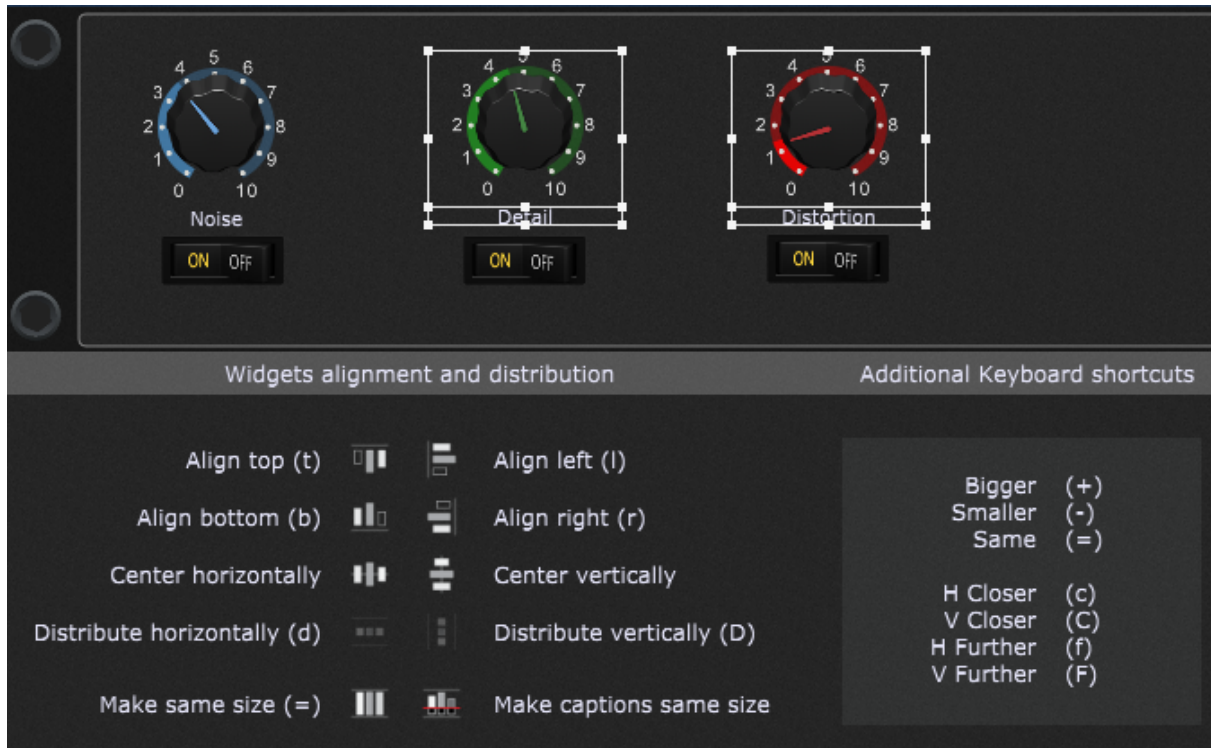 0 1 2 3 4 5 6 7 8 9 10
Noise
ON OFF
0 1 2 3 4 5 6 7 8 9 10
Detail
ON OFF
0 1 2 3 4 5 6 7 8 9 10
Distortion
ON OFF
Widgets alignment and distribution
Align top (t)
Align left (l)
Align bottom (b)
Align right (r)
Center horizontally
Center vertically
Distribute horizontally (d)
Distribute vertically (D)
Make same size (=)
Make captions same size
Additional Keyboard shortcuts
Bigger (+)
Smaller (-)
Same (=)
H Closer (c)
V Closer (C)
H Further (f)
V Further (F)